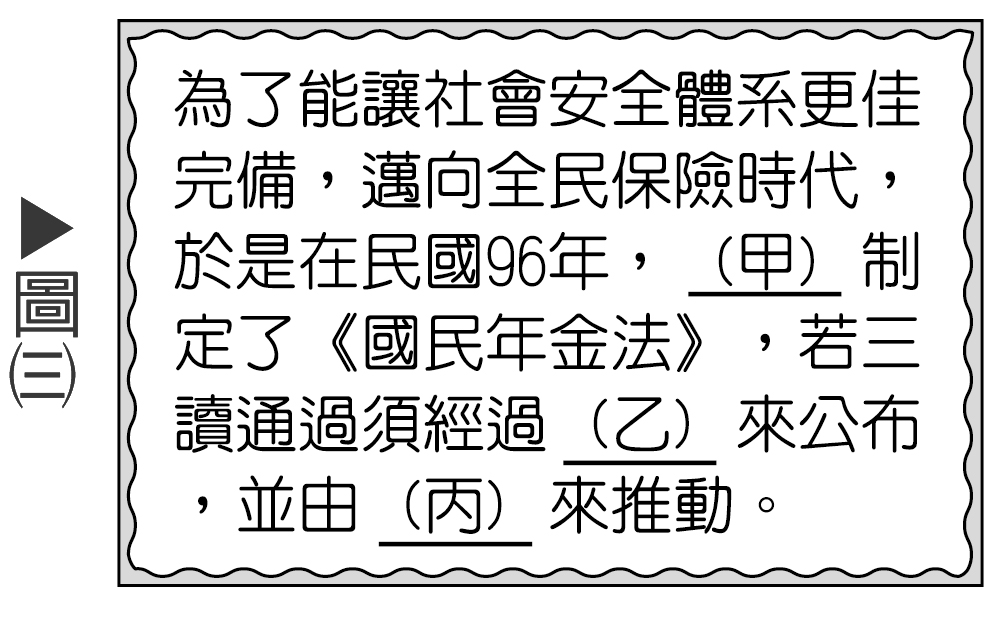 ▶圖㈢
為了能讓社會安全體系更佳
完備，邁向全民保險時代，
於是在民國96年，（甲）制
定了《國民年金法》，若三
讀通過須經過（乙）來公布
，並由（丙）來推動。